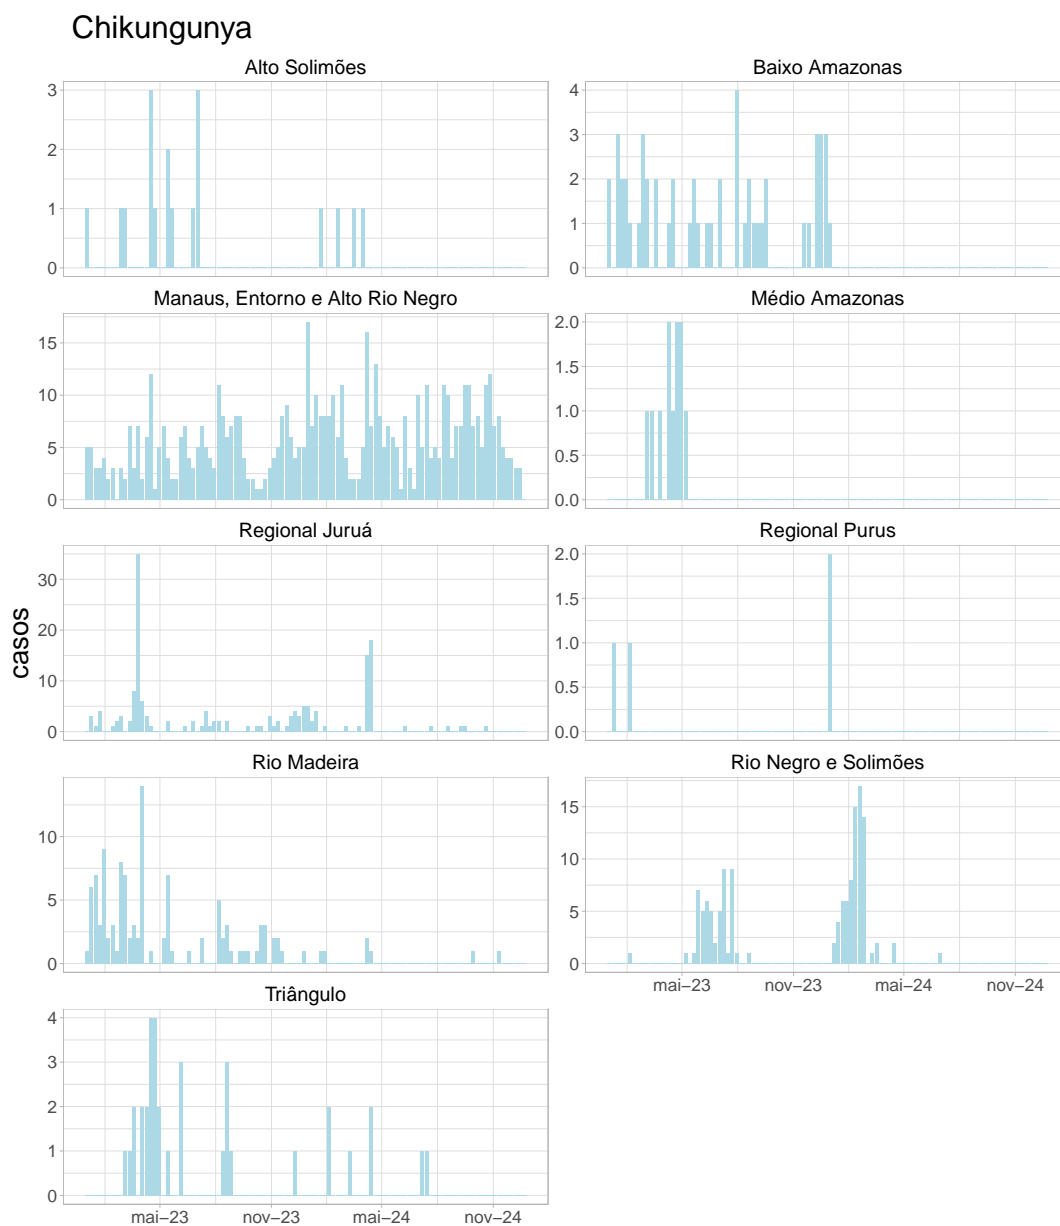 Chikungunya
Alto Solimões
Baixo Amazonas
3
2
1
0
4
3
2
1
0
Manaus, Entorno e Alto Rio Negro
Médio Amazonas
15
10
5
0
2.0
1.5
1.0
0.5
0.0
Regional Juruá
Regional Purus
30
20
10
0
2.0
1.5
1.0
0.5
0.0
casos
Rio Madeira
Rio Negro e Solimões
10
5
0
15
10
5
0
mai–23
nov–23
mai–24
nov–24
Triângulo
4
3
2
1
0
mai–23
nov–23
mai–24
nov–24